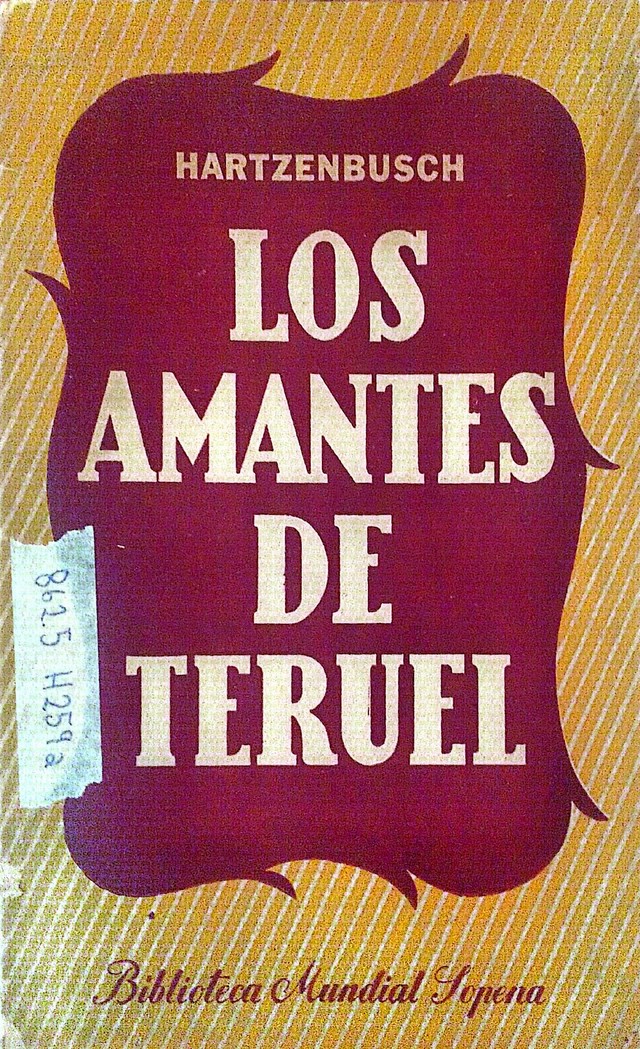 HARTZENBUSCH
LOS
AMANTES
DE
TERUEL
862.5 H259a
Biblioteca Mundial Sopena